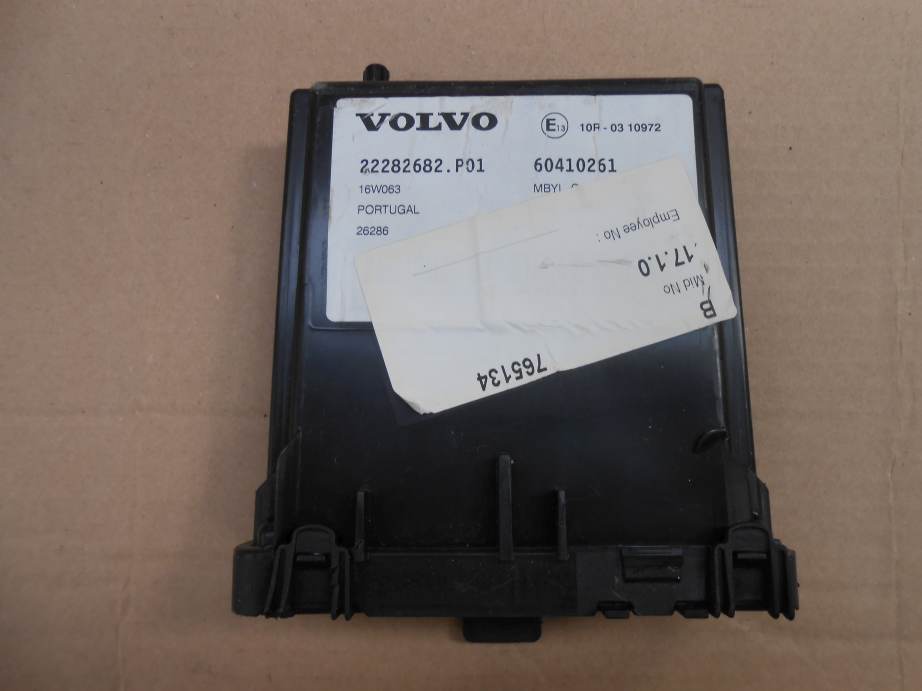 VOLVO
E13 10R - 03 10972
22282682.P01 60410261
16W063 MBYL
PORTUGAL
26286
Employee No :
17.1.0
Mid No
B
765134